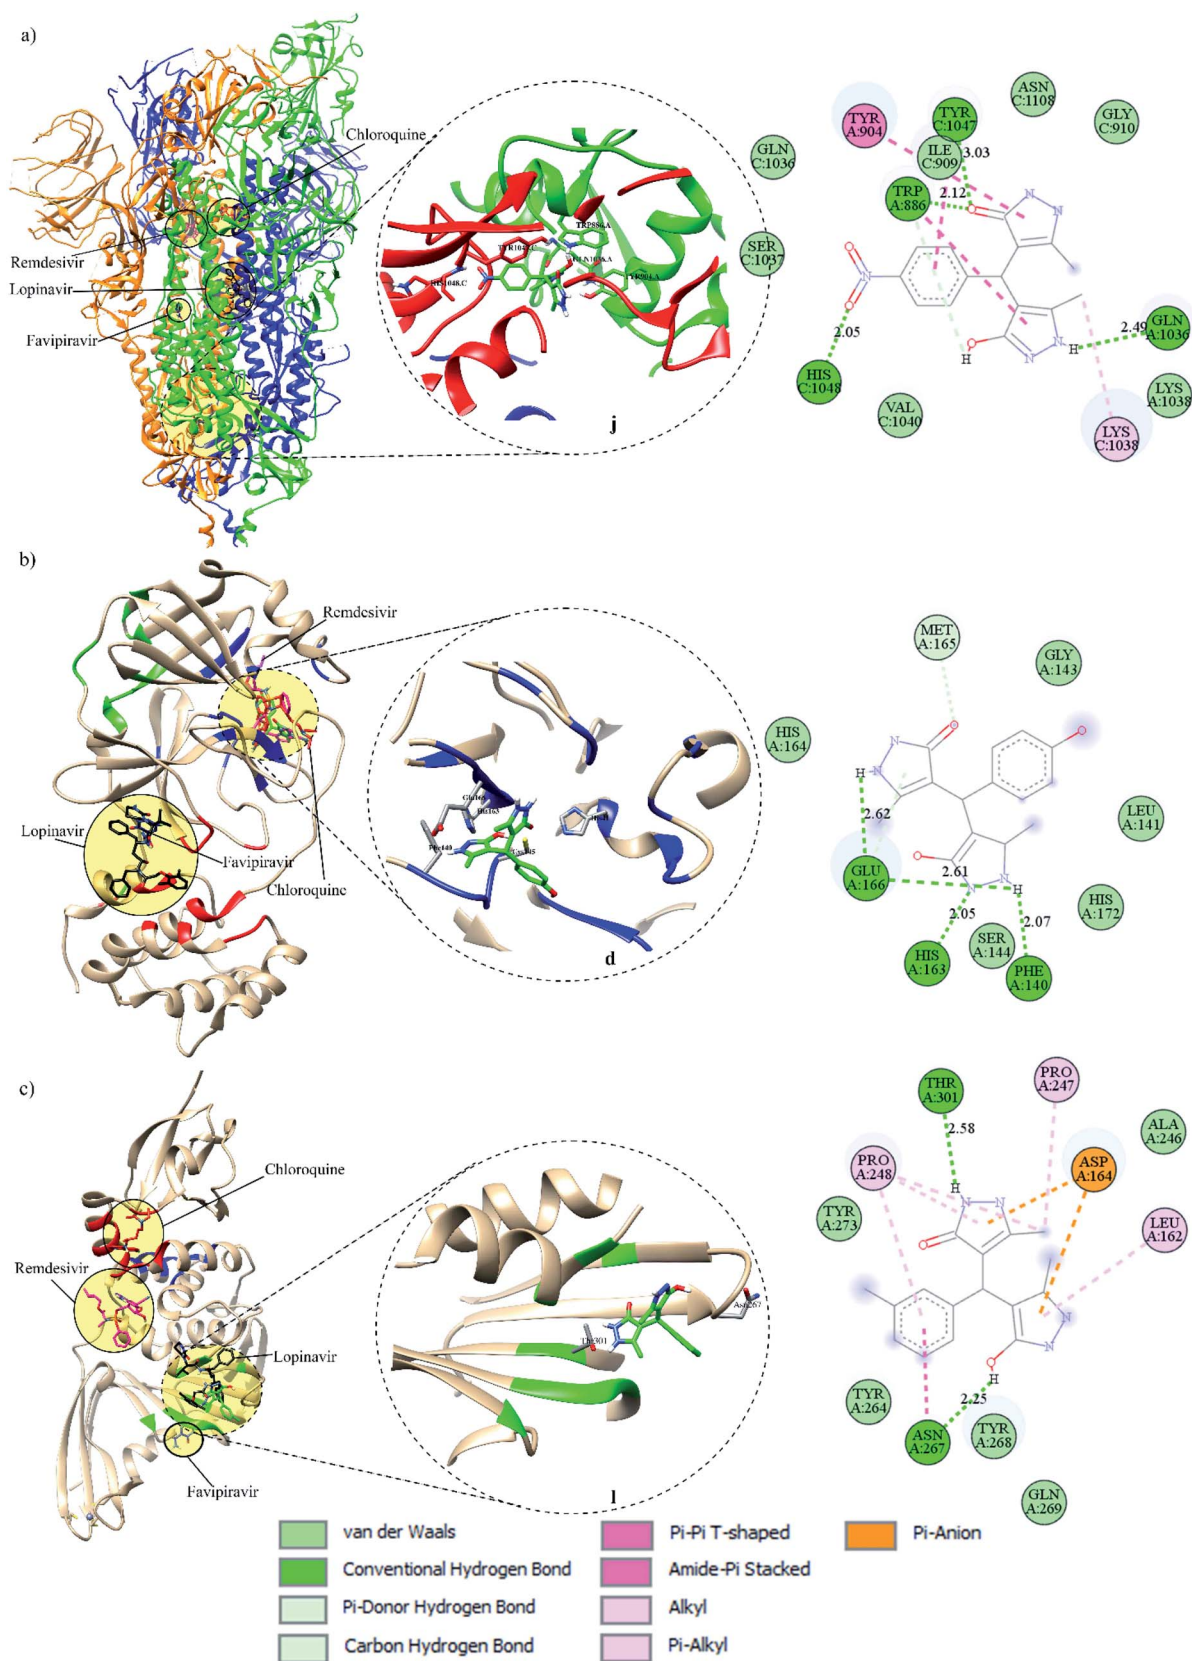 a)
Chloroquine
Remdesivir
Lopinavir
Favipiravir
TRP886.A
GLN1036.A
HIS1048.C
j
TYR
A:904
TYR
C:1047
ASN
C:1108
GLY
C:910
GLN
C:1036
ILE
C:909
3.03
TRP
A:886
2.12
O
N
N
SER
C:1037
O
N
O
2.05
HIS
C:1048
H
O
N
N
H
2.49
GLN
A:1036
VAL
C:1040
LYS
A:1038
LYS
C:1038
b)
Remdesivir
Lopinavir
Favipiravir
Chloroquine
His163
Phe140
d
MET
A:165
GLY
A:143
HIS
A:164
N
O
O
H
N
2.62
LEU
A:141
GLU
A:166
O
2.61
N
N
H
2.05
2.07
HIS
A:172
HIS
A:163
SER
A:144
PHE
A:140
c)
Chloroquine
Remdesivir
Lopinavir
Favipiravir
Asn267
Thr301
l
THR
A:301
PRO
A:247
2.58
ALA
A:246
PRO
A:248
ASP
A:164
H
N
N
TYR
A:273
O
LEU
A:162
N
N
O
H
TYR
A:264
2.25
ASN
A:267
TYR
A:268
GLN
A:269
van der Waals
Conventional Hydrogen Bond
Pi-Donor Hydrogen Bond
Carbon Hydrogen Bond
Pi-Pi T-shaped
Amide-Pi Stacked
Alkyl
Pi-Alkyl
Pi-Anion